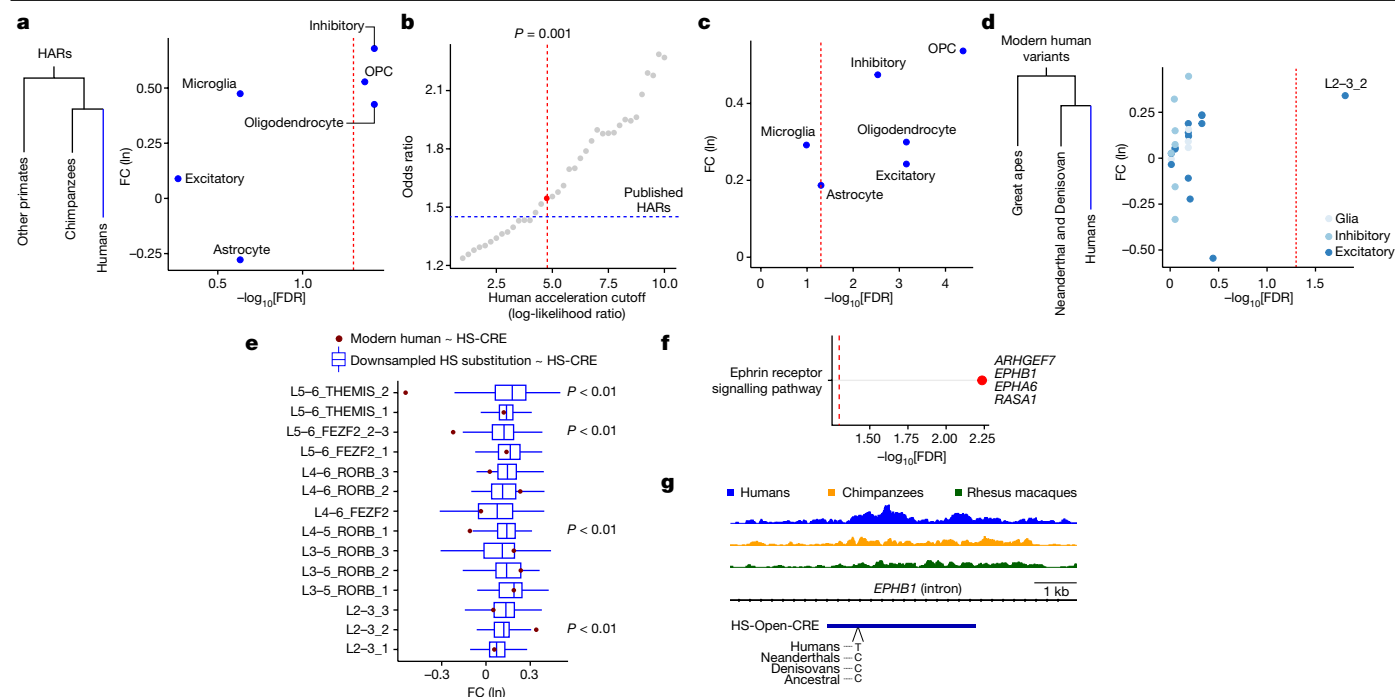 a
HARs
Other primates
Chimpanzees
Humans
FC (ln)
0.50
0.25
0
−0.25
0.5
1.0
−log10[FDR]
Inhibitory
OPC
Microglia
Oligodendrocyte
Excitatory
Astrocyte
b
P = 0.001
Odds ratio
2.1
1.8
1.5
1.2
Published
HARs
2.5
5.0
7.5
10.0
Human acceleration cutoff
(log-likelihood ratio)
c
FC (ln)
0.4
0.2
0
0
1
2
3
4
−log10[FDR]
OPC
Inhibitory
Microglia
Oligodendrocyte
Excitatory
Astrocyte
d
Modern human
variants
Great apes
Neanderthal and Denisovan
Humans
FC (ln)
0.50
0.25
0
−0.25
−0.50
0
0.5
1.0
1.5
−log10[FDR]
L2–3_2
Glia
Inhibitory
Excitatory
e
Modern human ~ HS-CRE
Downsampled HS substitution ~ HS-CRE
L5–6_THEMIS_2 P < 0.01
L5–6_THEMIS_1
L5–6_FEZF2_2–3 P < 0.01
L5–6_FEZF2_1
L4–6_RORB_3
L4–6_RORB_2
L4–6_FEZF2
L4–5_RORB_1 P < 0.01
L3–5_RORB_3
L3–5_RORB_2
L3–5_RORB_1
L2–3_3
L2–3_2 P < 0.01
L2–3_1
−0.3
0
0.3
FC (ln)
f
Ephrin receptor
signalling pathway
ARHGEF7
EPHB1
EPHA6
RASA1
1.50
1.75
2.00
2.25
−log10[FDR]
g
Humans
Chimpanzees
Rhesus macaques
EPHB1 (intron)
1 kb
HS-Open-CRE
Humans T
Neanderthals C
Denisovans C
Ancestral C